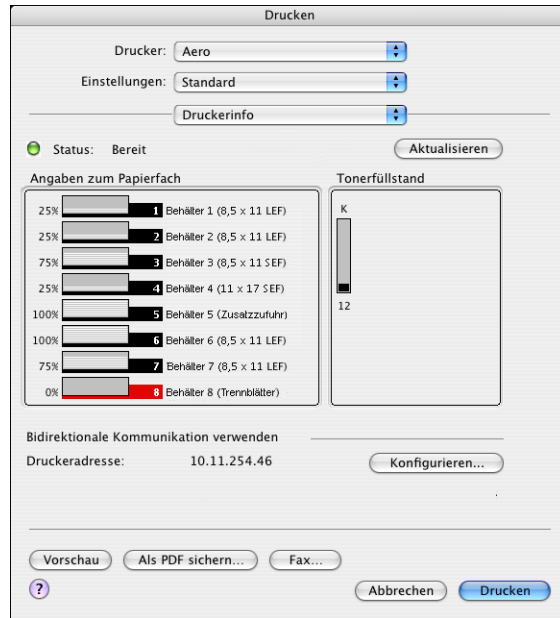 Drucken
Drucker: Aero
Einstellungen: Standard
Druckerinfo
Status: Bereit
Aktualisieren
Angaben zum Papierfach
25% 1 Behälter 1 (8,5 x 11 LEF)
25% 2 Behälter 2 (8,5 x 11 LEF)
75% 3 Behälter 3 (8,5 x 11 SEF)
25% 4 Behälter 4 (11 x 17 SEF)
100% 5 Behälter 5 (Zusatzzufuhr)
100% 6 Behälter 6 (8,5 x 11 LEF)
75% 7 Behälter 7 (8,5 x 11 LEF)
0% 8 Behälter 8 (Trennblätter)
Tonerfüllstand
K
12
Bidirektionale Kommunikation verwenden
Druckeradresse: 10.11.254.46
Konfigurieren...
Vorschau
Als PDF sichern...
Fax...
?
Abbrechen
Drucken